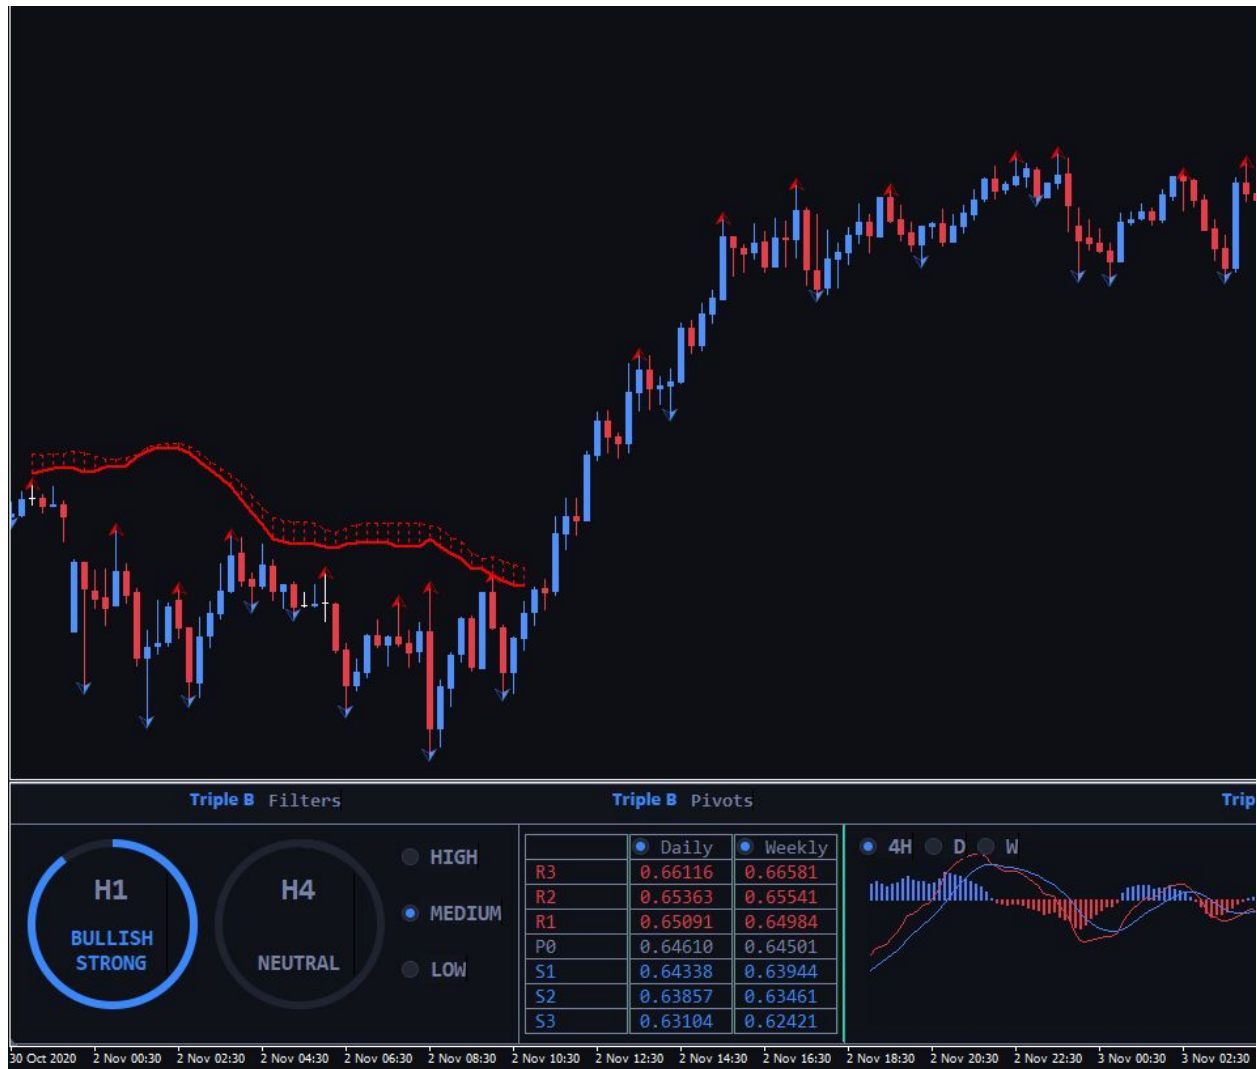 Triple B Filters
Triple B Pivots
Trip
H1
BULLISH
STRONG
H4
NEUTRAL
HIGH
MEDIUM
LOW
Daily Weekly
R3 0.66116 0.66581
R2 0.65363 0.65541
R1 0.65091 0.64984
P0 0.64610 0.64501
S1 0.64338 0.63944
S2 0.63857 0.63461
S3 0.63104 0.62421
4H D W
30 Oct 2020 2 Nov 00:30 2 Nov 02:30 2 Nov 04:30 2 Nov 06:30 2 Nov 08:30 2 Nov 10:30 2 Nov 12:30 2 Nov 14:30 2 Nov 16:30 2 Nov 18:30 2 Nov 20:30 2 Nov 22:30 3 Nov 00:30 3 Nov 02:30